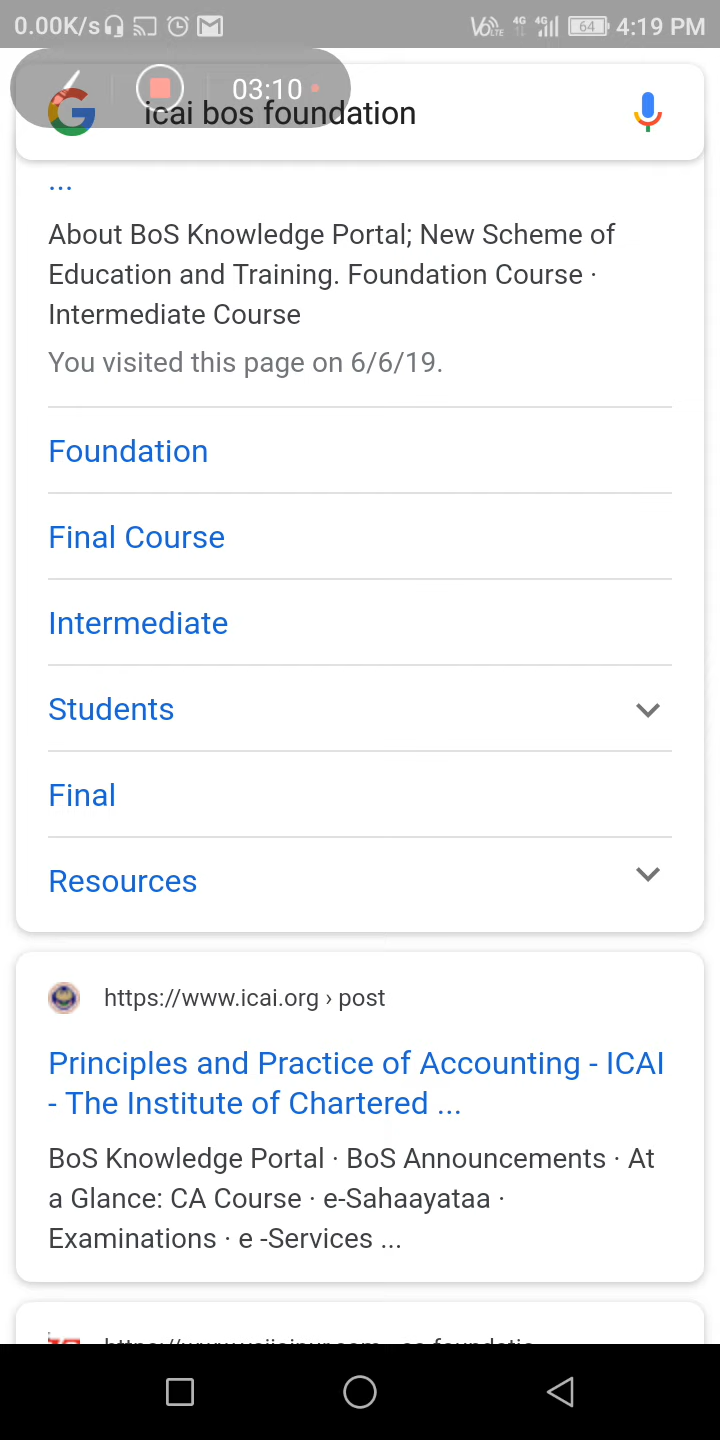 0.00K/s VoLTE 4G 4G 64 4:19 PM
03:10
icai bos foundation
...
About BoS Knowledge Portal; New Scheme of
Education and Training. Foundation Course ·
Intermediate Course
You visited this page on 6/6/19.
Foundation
Final Course
Intermediate
Students
Final
Resources
https://www.icai.org › post
Principles and Practice of Accounting - ICAI
- The Institute of Chartered ...
BoS Knowledge Portal · BoS Announcements · At
a Glance: CA Course · e-Sahaayataa ·
Examinations · e -Services ...